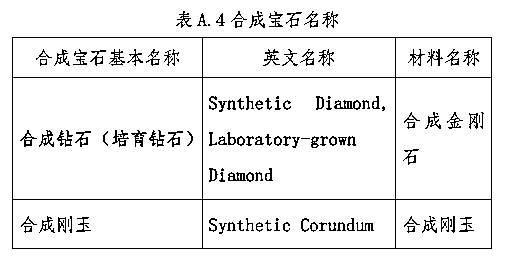 表 A.4 合成宝石名称
合成宝石基本名称 英文名称 材料名称
合成钻石（培育钻石） Synthetic Diamond, Laboratory-grown Diamond 合成金刚石
合成刚玉 Synthetic Corundum 合成刚玉